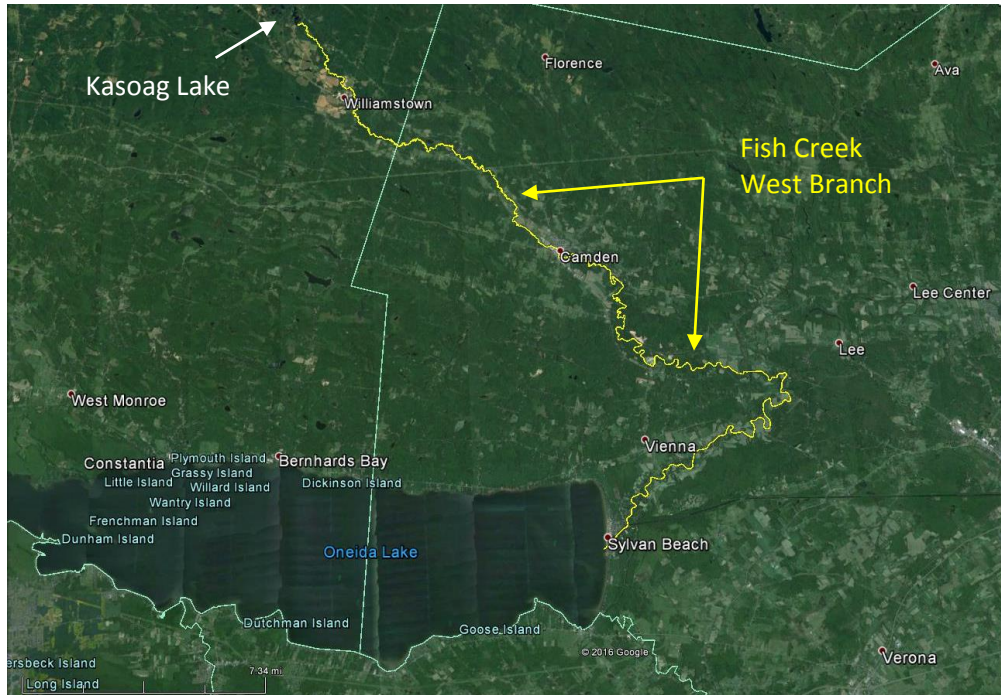 Kasoag Lake
Florence
Ava
Williamstown
Fish Creek
West Branch
Camden
Lee Center
Lee
West Monroe
Vienna
Constantia
Plymouth Island
Bernhards Bay
Grassy Island
Little Island
Willard Island
Dickinson Island
Wantry Island
Frenchman Island
Dunham Island
Oneida Lake
Sylvan Beach
Dutchman Island
Goose Island
© 2016 Google
Verona
ersbeck Island
7.34 mi
Long Island